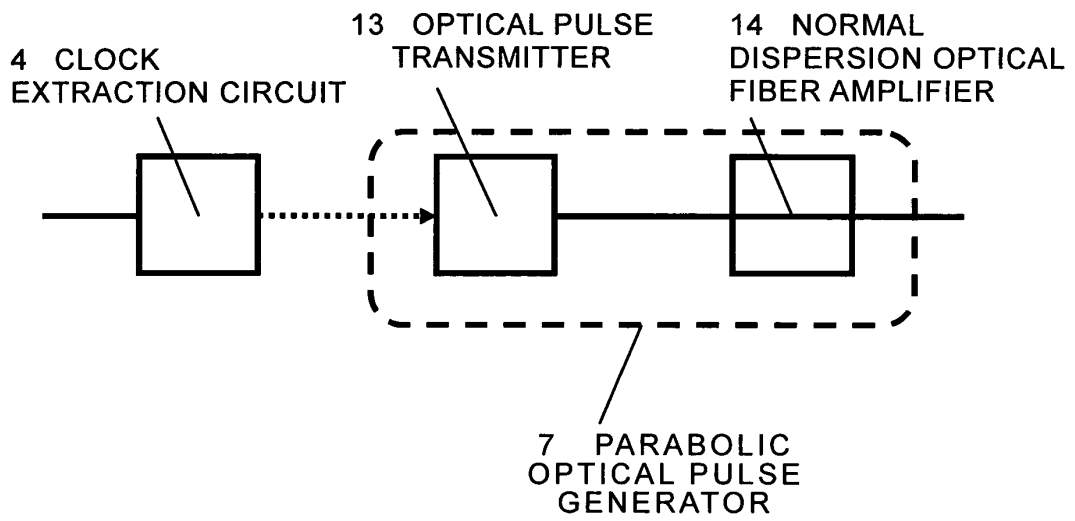 4 CLOCK
EXTRACTION CIRCUIT
13 OPTICAL PULSE
TRANSMITTER
14 NORMAL
DISPERSION OPTICAL
FIBER AMPLIFIER
7 PARABOLIC
OPTICAL PULSE
GENERATOR